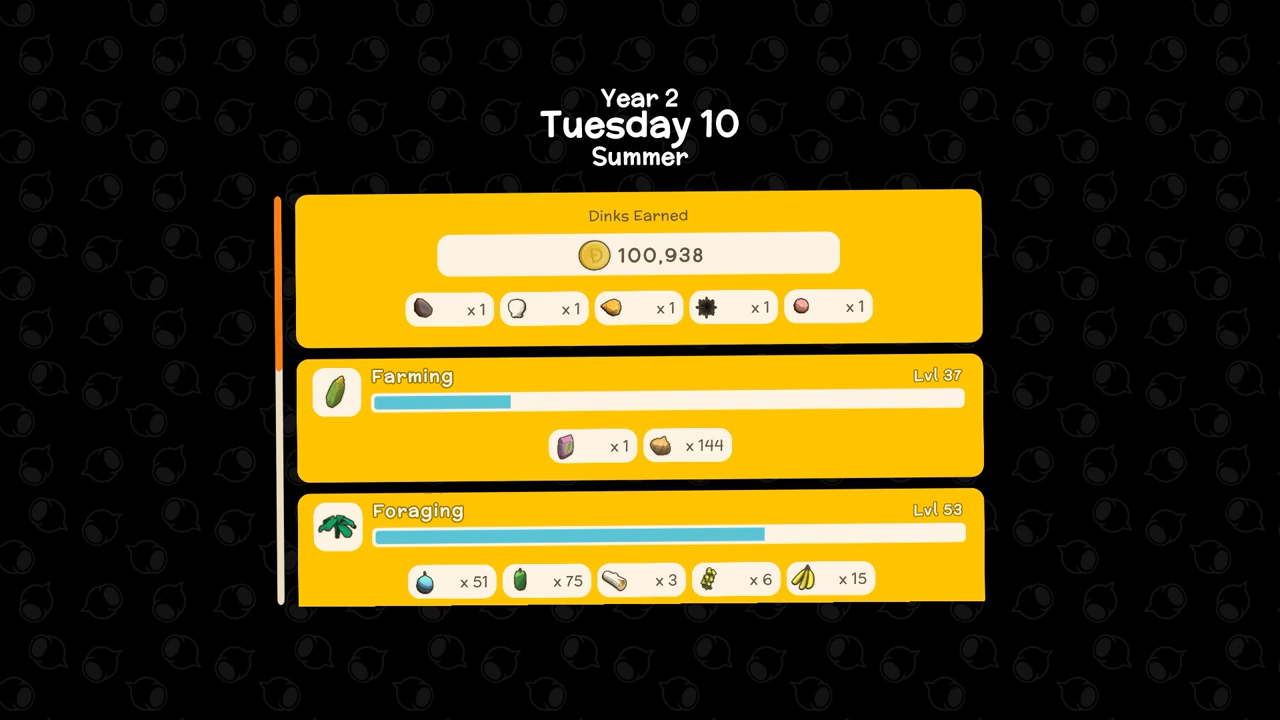 Year 2
Tuesday 10
Summer
Dinks Earned
100,938
x 1 x 1 x 1 x 1 x 1
Farming Lvl 37
x 1 x 144
Foraging Lvl 53
x 51 x 75 x 3 x 6 x 15